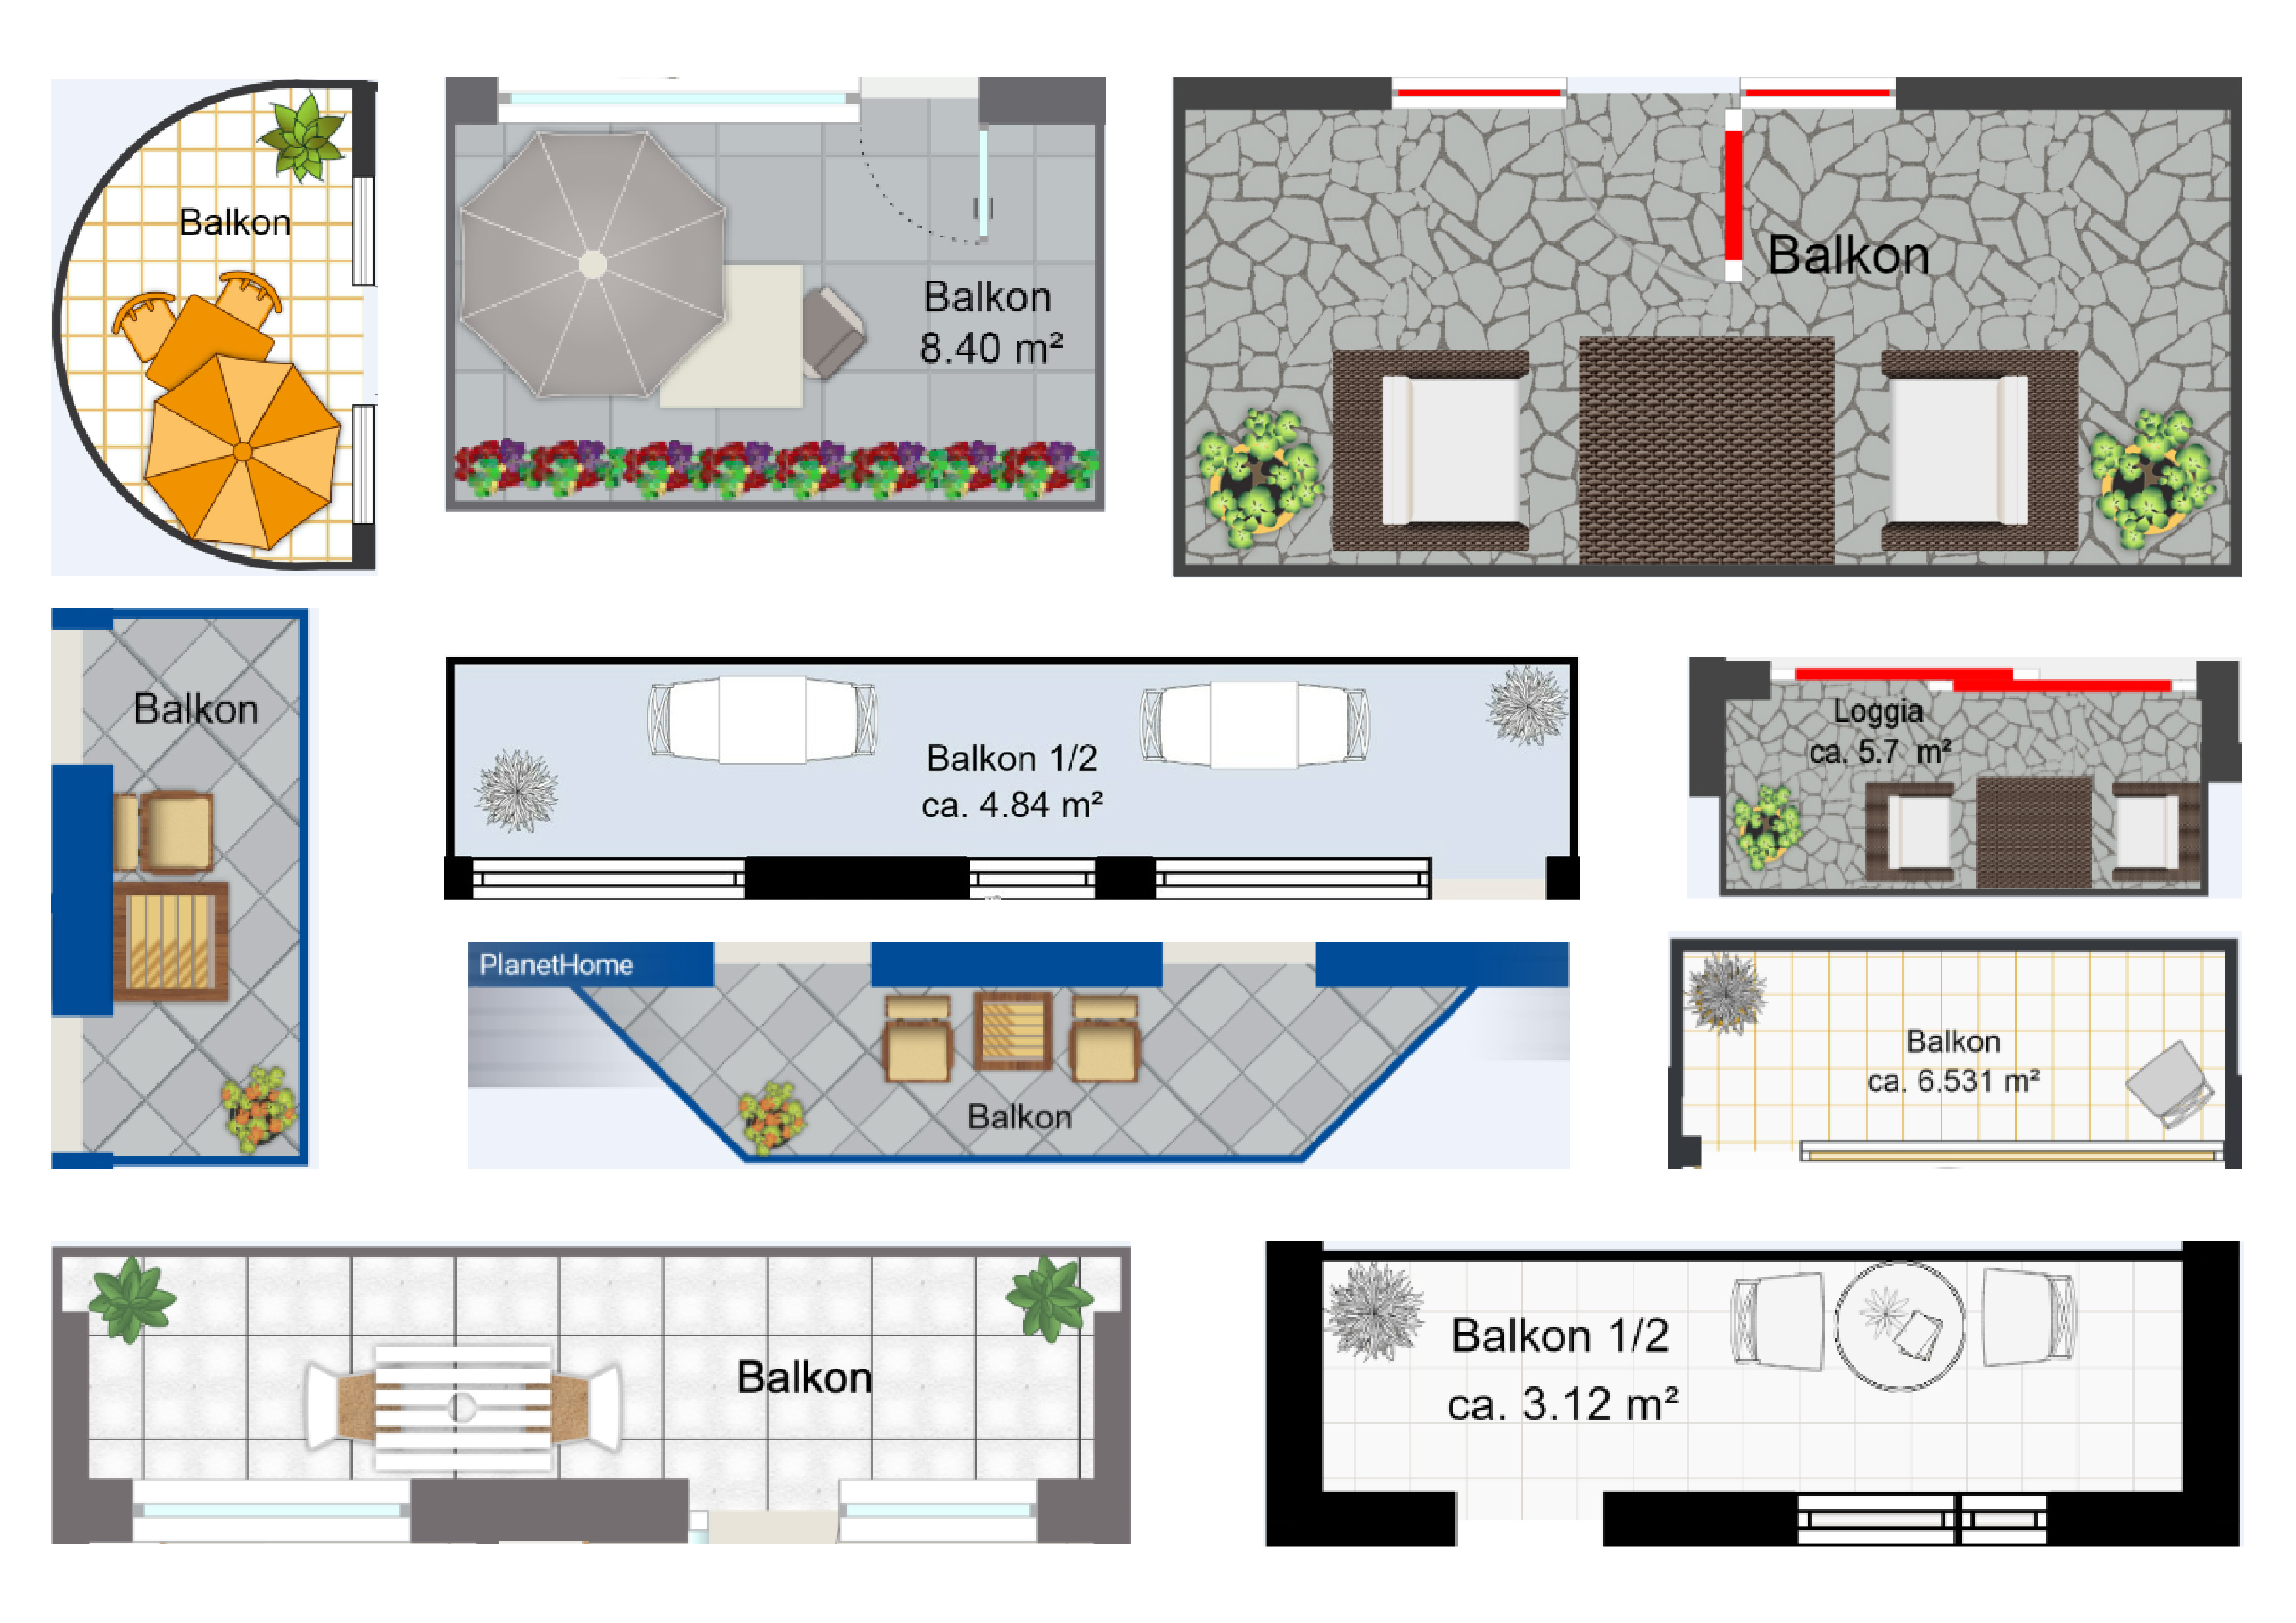 Balkon
Balkon
8.40 m²
Balkon
Balkon
Balkon 1/2
ca. 4.84 m²
Loggia
ca. 5.7 m²
PlanetHome
Balkon
Balkon
ca. 6.531 m²
Balkon
Balkon 1/2
ca. 3.12 m²